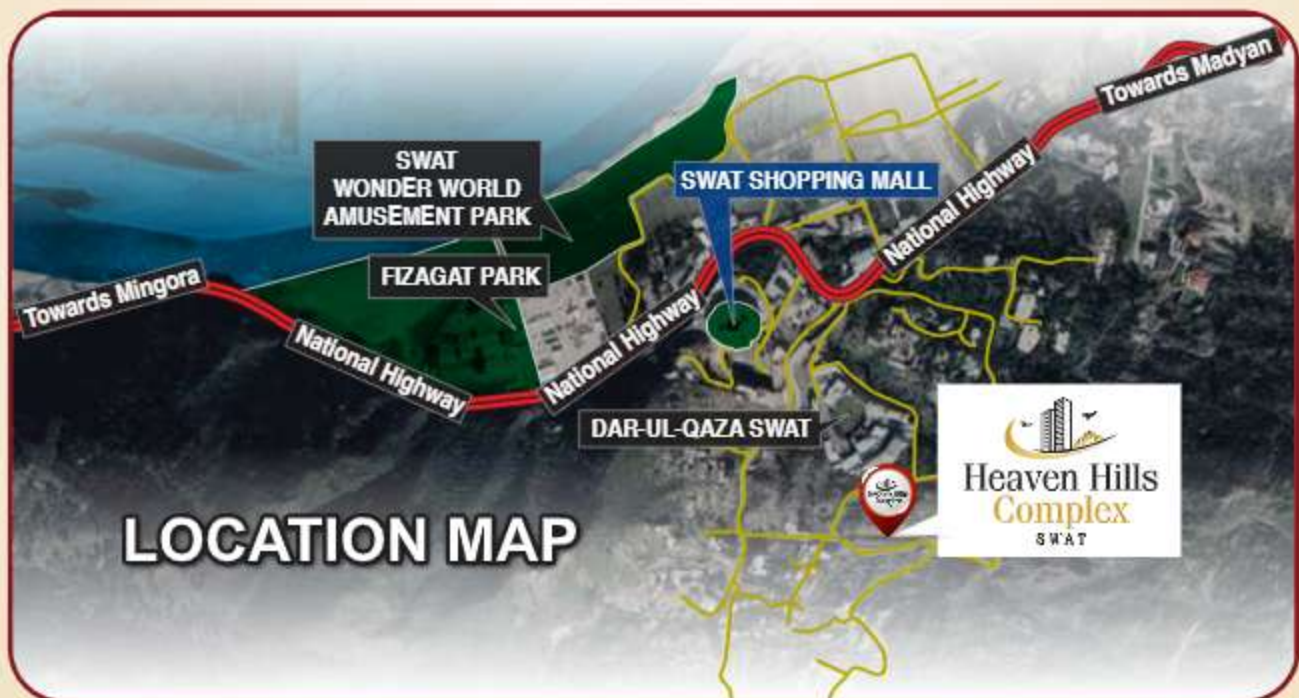 Towards Madyan
SWAT
WONDER WORLD
AMUSEMENT PARK
SWAT SHOPPING MALL
National Highway
FIZAGAT PARK
Towards Mingora
National Highway
National Highway
DAR-UL-QAZA SWAT
Heaven Hills
Complex
SWAT
LOCATION MAP